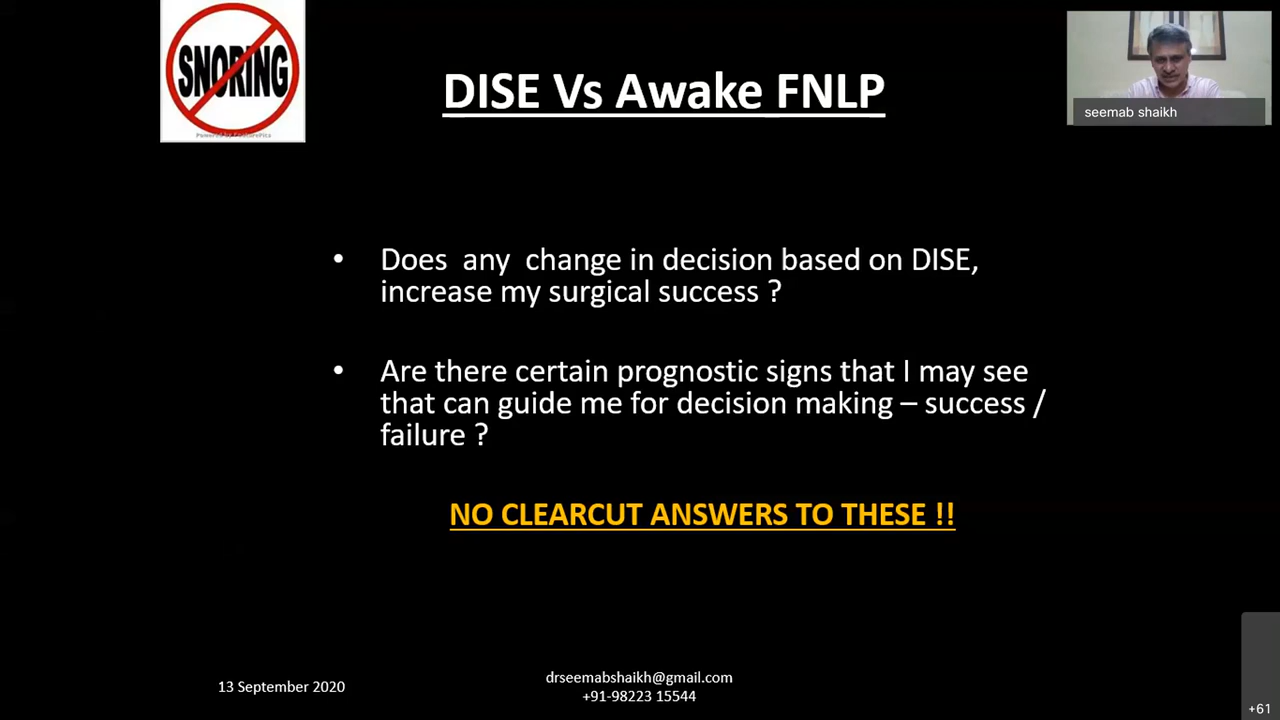 SNORING
DISE Vs Awake FNLP
seemab shaikh
• Does any change in decision based on DISE,
increase my surgical success ?
• Are there certain prognostic signs that I may see
that can guide me for decision making – success /
failure ?
NO CLEARCUT ANSWERS TO THESE !!
13 September 2020
drseemabshaikh@gmail.com
+91-98223 15544
+61